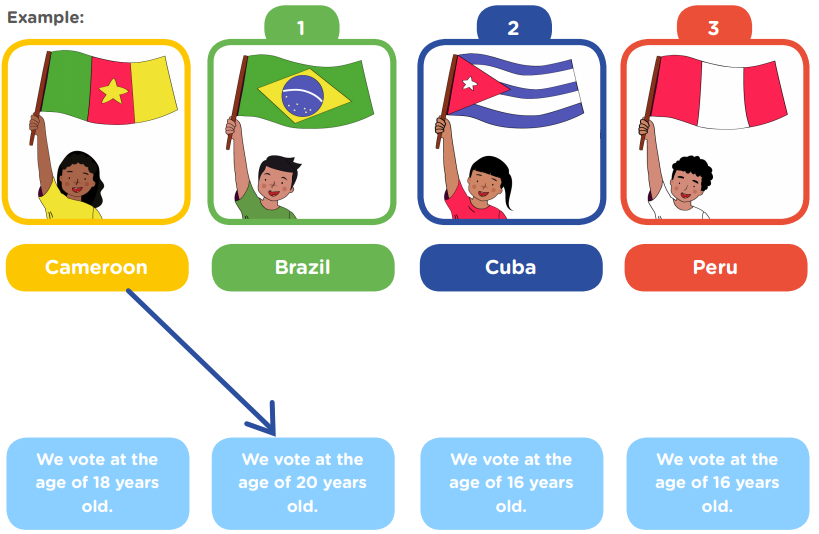 Example:
1
2
3
Cameroon
Brazil
Cuba
Peru
We vote at the
age of 18 years
old.
We vote at the
age of 20 years
old.
We vote at the
age of 16 years
old.
We vote at the
age of 16 years
old.